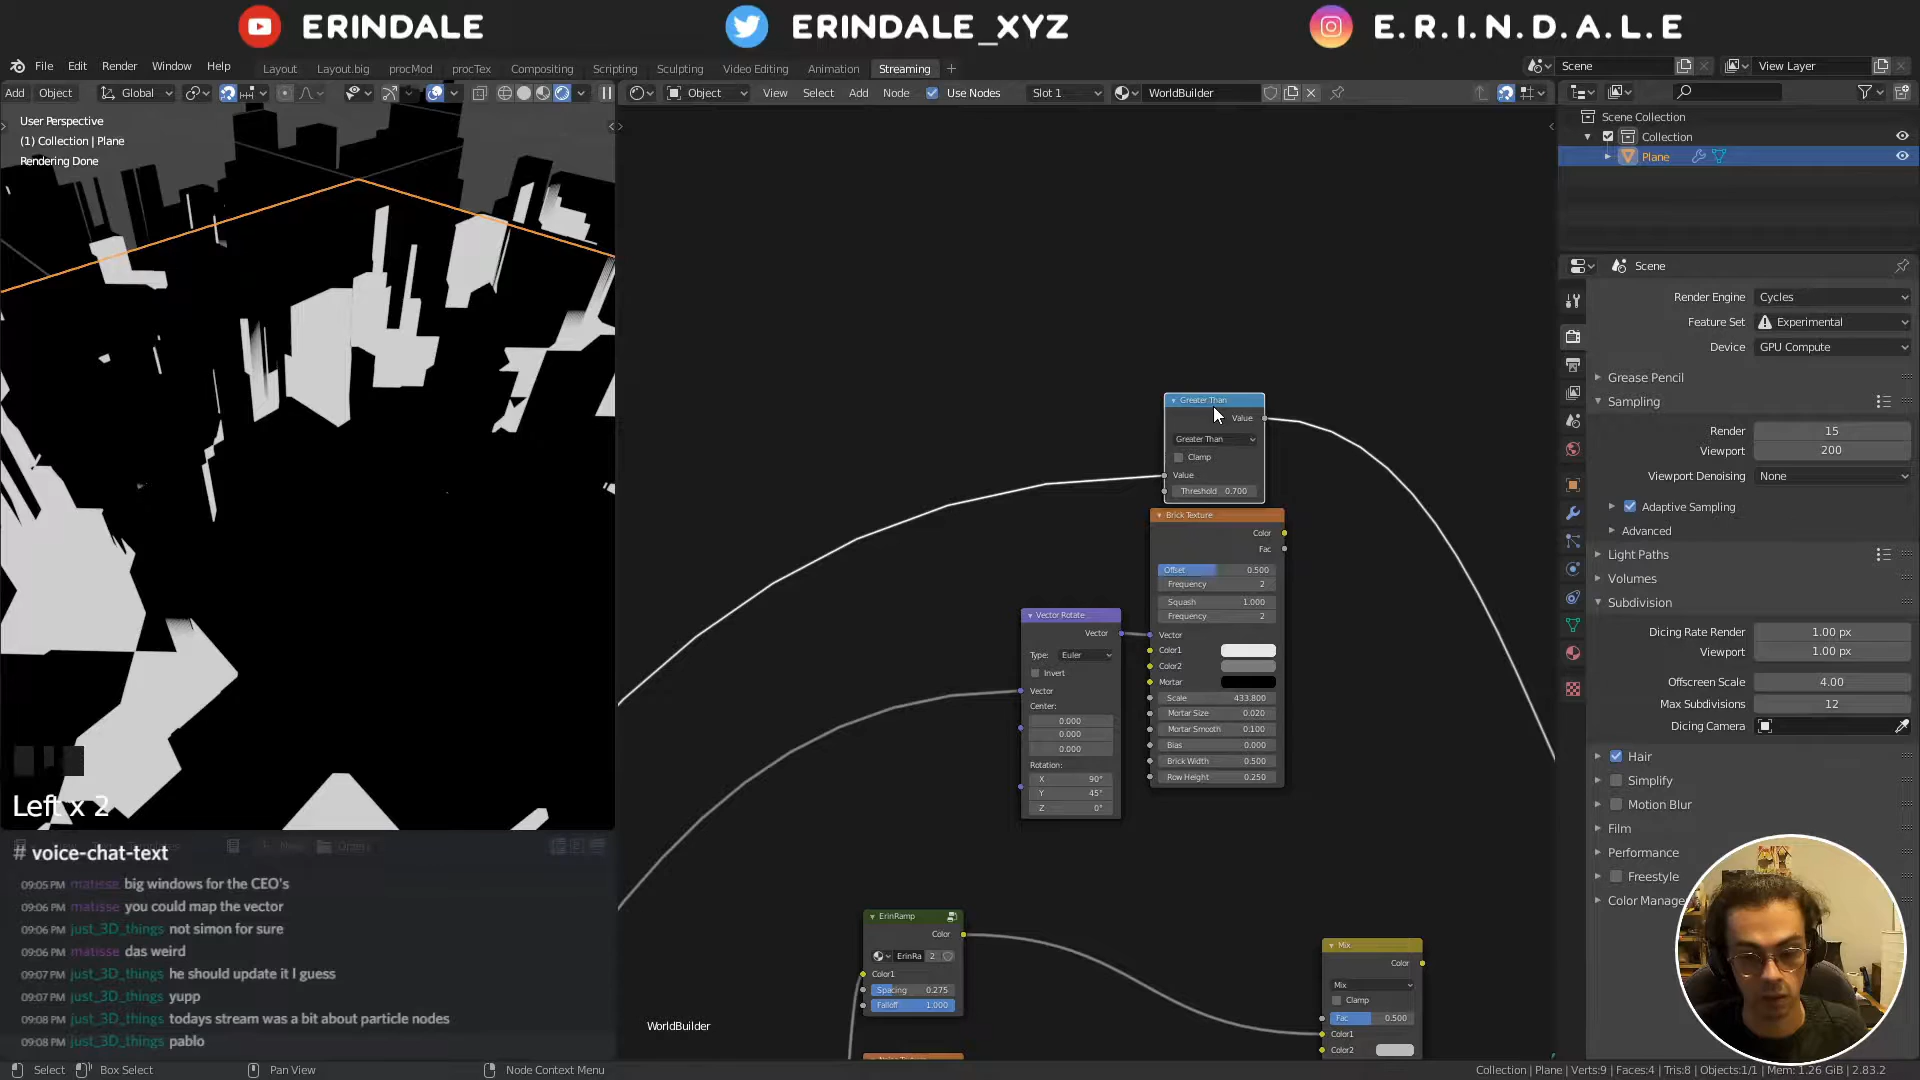 ERINDALE
ERINDALE_XYZ
E.R.I.N.D.A.L.E
File Edit Render Window Help
Layout Layout.big procMod procTex Compositing Scripting Sculpting Video Editing Animation Streaming
Scene
View Layer
Add Object Global
Object View Select Add Node Use Nodes Slot 1 WorldBuilder
User Perspective
(1) Collection | Plane
Rendering Done
Scene Collection
Collection
Plane
Scene
Render Engine Cycles
Feature Set Experimental
Device GPU Compute
Grease Pencil
Sampling
Render 15
Viewport 200
Viewport Denoising None
Adaptive Sampling
Advanced
Light Paths
Volumes
Subdivision
Dicing Rate Render 1.00 px
Viewport 1.00 px
Offscreen Scale 4.00
Max Subdivisions 12
Dicing Camera
Hair
Simplify
Motion Blur
Film
Performance
Freestyle
Color Manage
Greater Than
Value
Greater Than
Clamp
Value
Threshold 0.700
Brick Texture
Color
Fac
Offset 0.500
Frequency 2
Squash 1.000
Frequency 2
Vector
Color1
Color2
Mortar
Scale 433.800
Mortar Size 0.020
Mortar Smooth 0.100
Bias 0.000
Brick Width 0.500
Row Height 0.250
Vector Rotate
Vector
Type: Euler
Invert
Vector
Center:
0.000
0.000
0.000
Rotation:
X 90°
Y 45°
Z 0°
ErinRamp
Color
ErinRa 2
Color1
Spacing 0.275
Falloff 1.000
Mix
Color
Mix
Clamp
Fac 0.500
Color1
Color2
WorldBuilder
Left x 2
# voice-chat-text
09:05 PM matisse big windows for the CEO's
09:06 PM matisse you could map the vector
09:06 PM just_3D_things not simon for sure
09:06 PM matisse das weird
09:07 PM just_3D_things he should update it I guess
09:07 PM just_3D_things yupp
09:08 PM just_3D_things todays stream was a bit about particle nodes
09:08 PM just_3D_things pablo
Select Box Select Pan View Node Context Menu
Collection | Plane | Verts:9 | Faces:4 | Tris:8 | Objects:1/1 | Mem: 1.26 GiB | 2.83.2